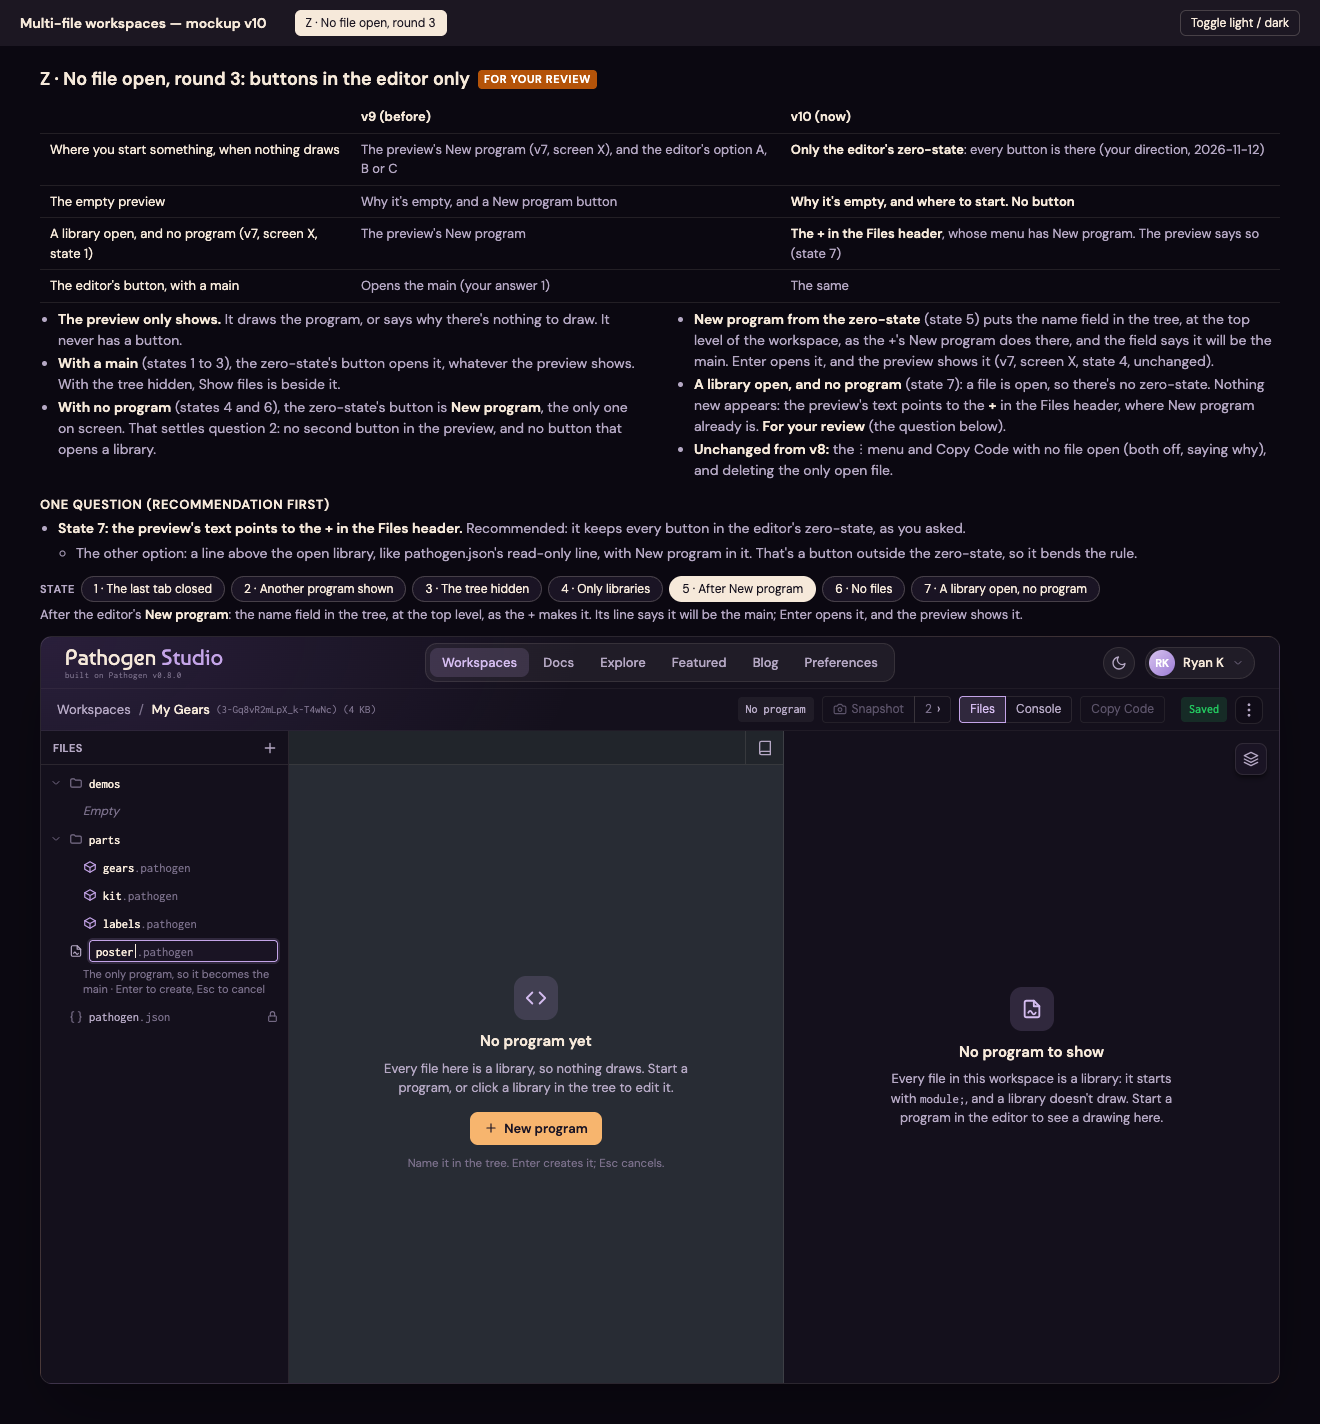 Multi-file workspaces — mockup v10
Z · No file open, round 3
Toggle light / dark
Z · No file open, round 3: buttons in the editor only
FOR YOUR REVIEW
v9 (before)
v10 (now)
Where you start something, when nothing draws
The preview's New program (v7, screen X), and the editor's option A,
B or C
Only the editor's zero-state: every button is there (your direction, 2026-11-12)
The empty preview
Why it's empty, and a New program button
Why it's empty, and where to start. No button
A library open, and no program (v7, screen X,
state 1)
The preview's New program
The + in the Files header, whose menu has New program. The preview says so
(state 7)
The editor's button, with a main
Opens the main (your answer 1)
The same
• The preview only shows. It draws the program, or says why there's nothing to draw. It
never has a button.
• With a main (states 1 to 3), the zero-state's button opens it, whatever the preview shows.
With the tree hidden, Show files is beside it.
• With no program (states 4 and 6), the zero-state's button is New program, the only one
on screen. That settles question 2: no second button in the preview, and no button that
opens a library.
• New program from the zero-state (state 5) puts the name field in the tree, at the top
level of the workspace, as the +'s New program does there, and the field says it will be the
main. Enter opens it, and the preview shows it (v7, screen X, state 4, unchanged).
• A library open, and no program (state 7): a file is open, so there's no zero-state. Nothing
new appears: the preview's text points to the + in the Files header, where New program
already is. For your review (the question below).
• Unchanged from v8: the ⋮ menu and Copy Code with no file open (both off, saying why),
and deleting the only open file.
ONE QUESTION (RECOMMENDATION FIRST)
• State 7: the preview's text points to the + in the Files header. Recommended: it keeps every button in the editor's zero-state, as you asked.
◦ The other option: a line above the open library, like pathogen.json's read-only line, with New program in it. That's a button outside the zero-state, so it bends the rule.
STATE
1 · The last tab closed
2 · Another program shown
3 · The tree hidden
4 · Only libraries
5 · After New program
6 · No files
7 · A library open, no program
After the editor's New program: the name field in the tree, at the top level, as the + makes it. Its line says it will be the main; Enter opens it, and the preview shows it.
Pathogen Studio
built on Pathogen v0.8.0
Workspaces
Docs
Explore
Featured
Blog
Preferences
RK
Ryan K
Workspaces / My Gears (3-Gq8vR2mLpX_k-T4wNc) (4 KB)
No program
Snapshot
2 ›
Files
Console
Copy Code
Saved
FILES
demos
Empty
parts
gears.pathogen
kit.pathogen
labels.pathogen
poster.pathogen
The only program, so it becomes the
main · Enter to create, Esc to cancel
{ } pathogen.json
No program yet
Every file here is a library, so nothing draws. Start a
program, or click a library in the tree to edit it.
+ New program
Name it in the tree. Enter creates it; Esc cancels.
No program to show
Every file in this workspace is a library: it starts
with module;, and a library doesn't draw. Start a
program in the editor to see a drawing here.